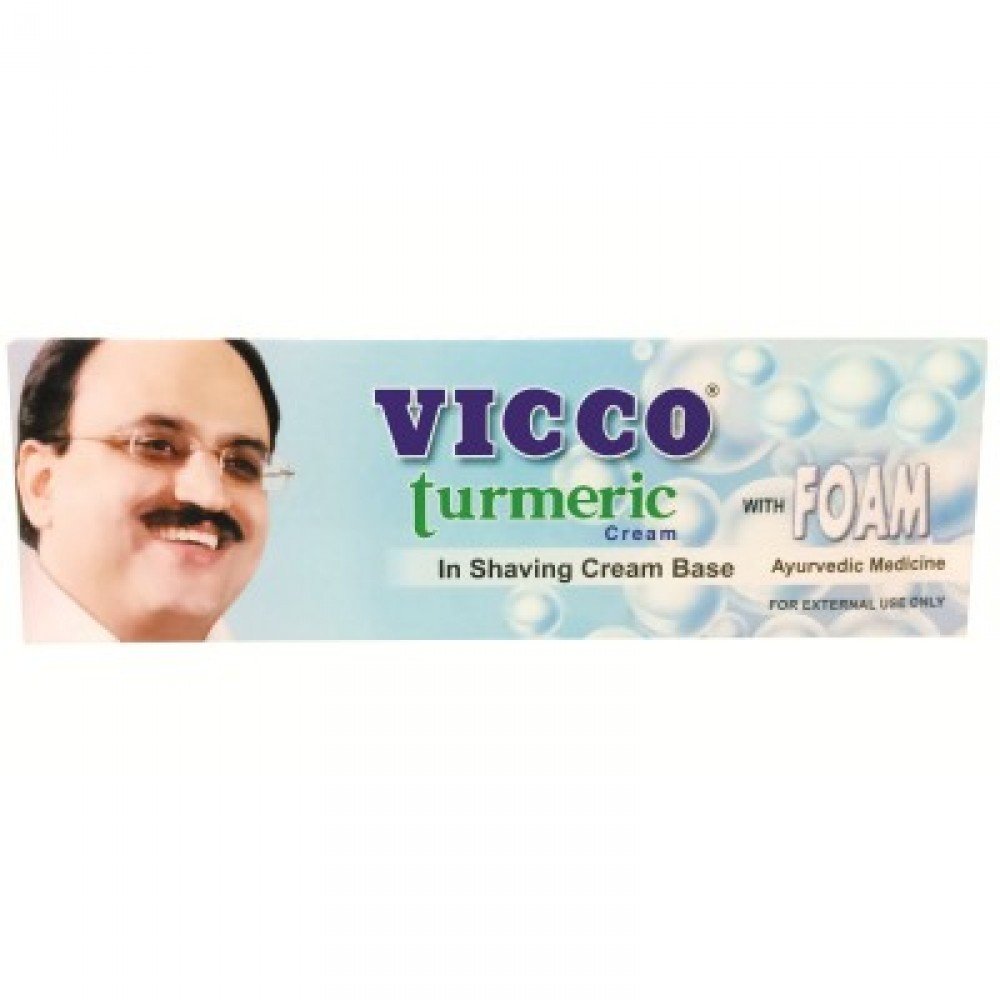 VICCO®
turmeric
Cream
In Shaving Cream Base
WITH FOAM
Ayurvedic Medicine
FOR EXTERNAL USE ONLY